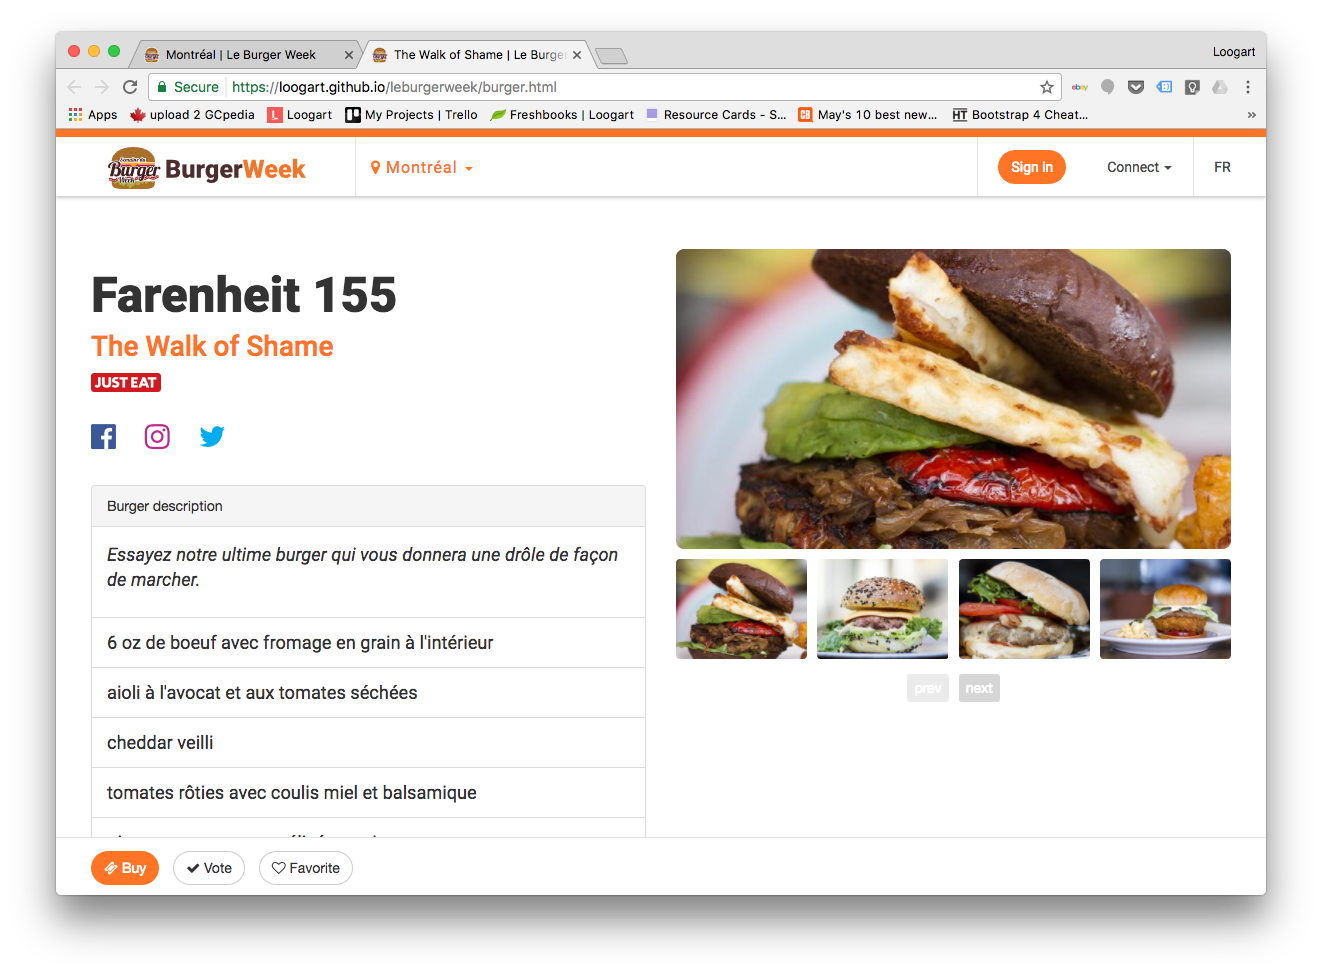 Montréal | Le Burger Week
The Walk of Shame | Le Burge
Loogart
Secure
https://loogart.github.io/leburgerweek/burger.html
ebay
Apps
upload 2 GCpedia
L Loogart
My Projects | Trello
Freshbooks | Loogart
Resource Cards - S...
CB May's 10 best new...
HT Bootstrap 4 Cheat...
»
Semaine du
Burger
Week
BurgerWeek
Montréal
Sign in
Connect
FR
Farenheit 155
The Walk of Shame
JUST EAT
Burger description
Essayez notre ultime burger qui vous donnera une drôle de façon
de marcher.
6 oz de boeuf avec fromage en grain à l'intérieur
aioli à l'avocat et aux tomates séchées
cheddar veilli
tomates rôties avec coulis miel et balsamique
prev
next
Buy
Vote
Favorite